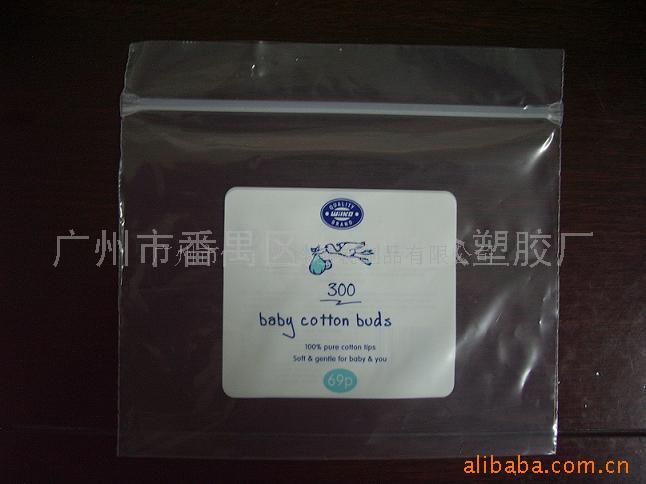 QUALITY
WILKO
BRAND
广州市番禺区 塑胶厂
品有限
300
baby cotton buds
100% pure cotton tips
Soft & gentle for baby & you
69p
alibaba.com.cn